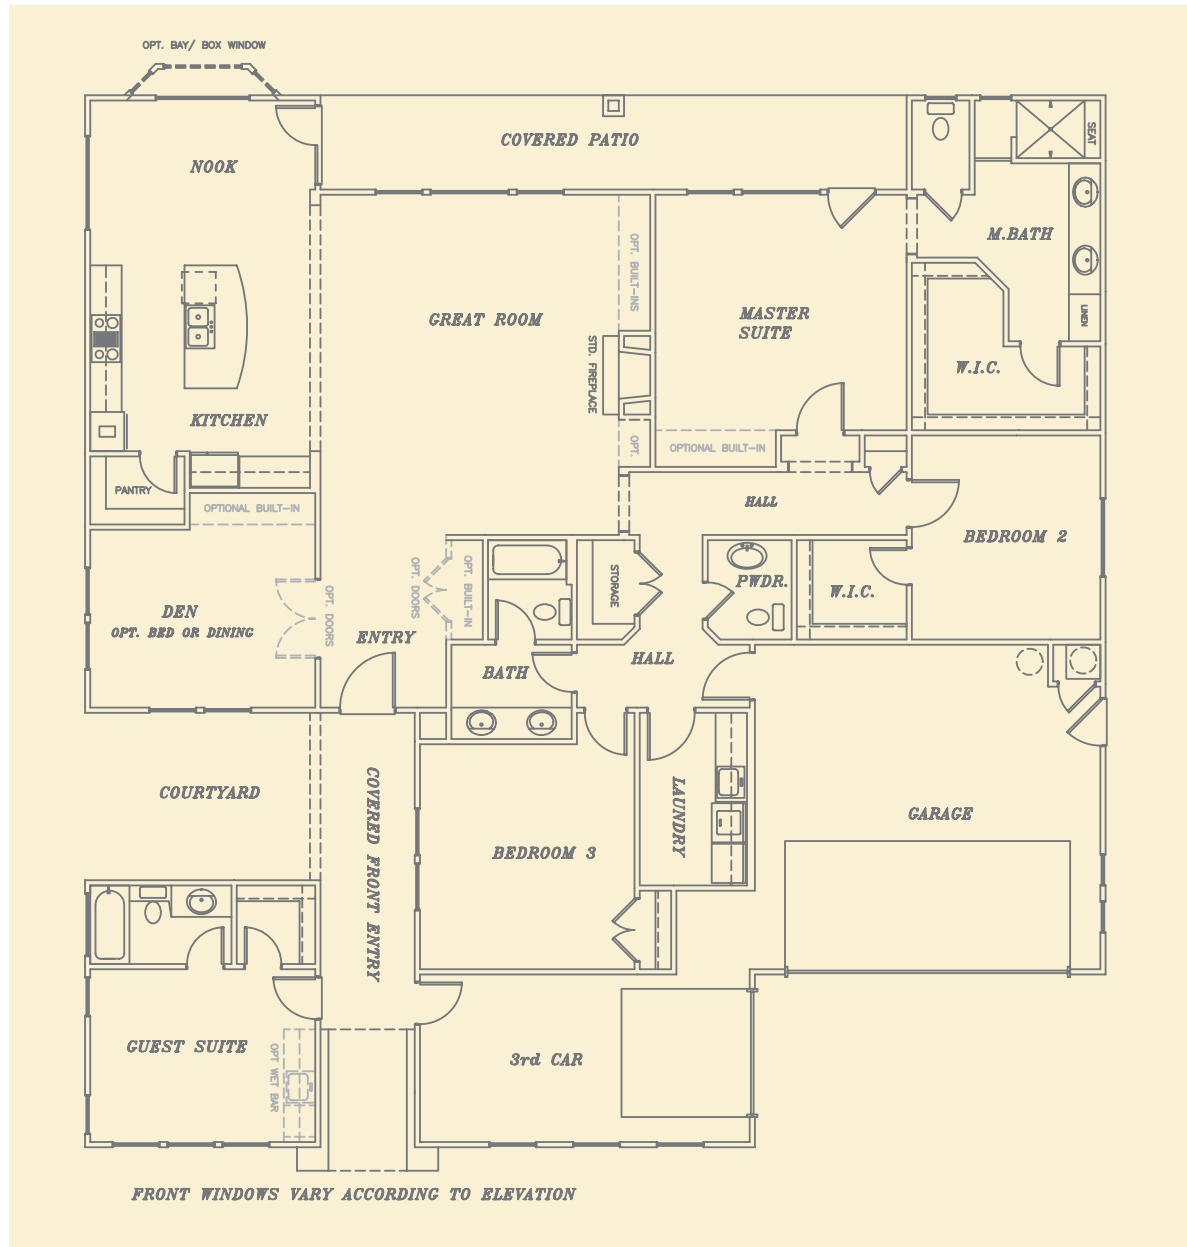 OPT. BAY/ BOX WINDOW
COVERED PATIO
SEAT
NOOK
M.BATH
OPT. BUILT-INS
GREAT ROOM
MASTER
SUITE
LINEN
STD. FIREPLACE
W.I.C.
KITCHEN
OPT.
OPTIONAL BUILT-IN
PANTRY
OPTIONAL BUILT-IN
HALL
BEDROOM 2
OPT. DOORS
OPT. BUILT-IN
STORAGE
PWDR.
W.I.C.
DEN
OPT. BED OR DINING
OPT. DOORS
ENTRY
HALL
BATH
COURTYARD
COVERED FRONT ENTRY
LAUNDRY
GARAGE
BEDROOM 3
GUEST SUITE
OPT WET BAR
3rd CAR
FRONT WINDOWS VARY ACCORDING TO ELEVATION